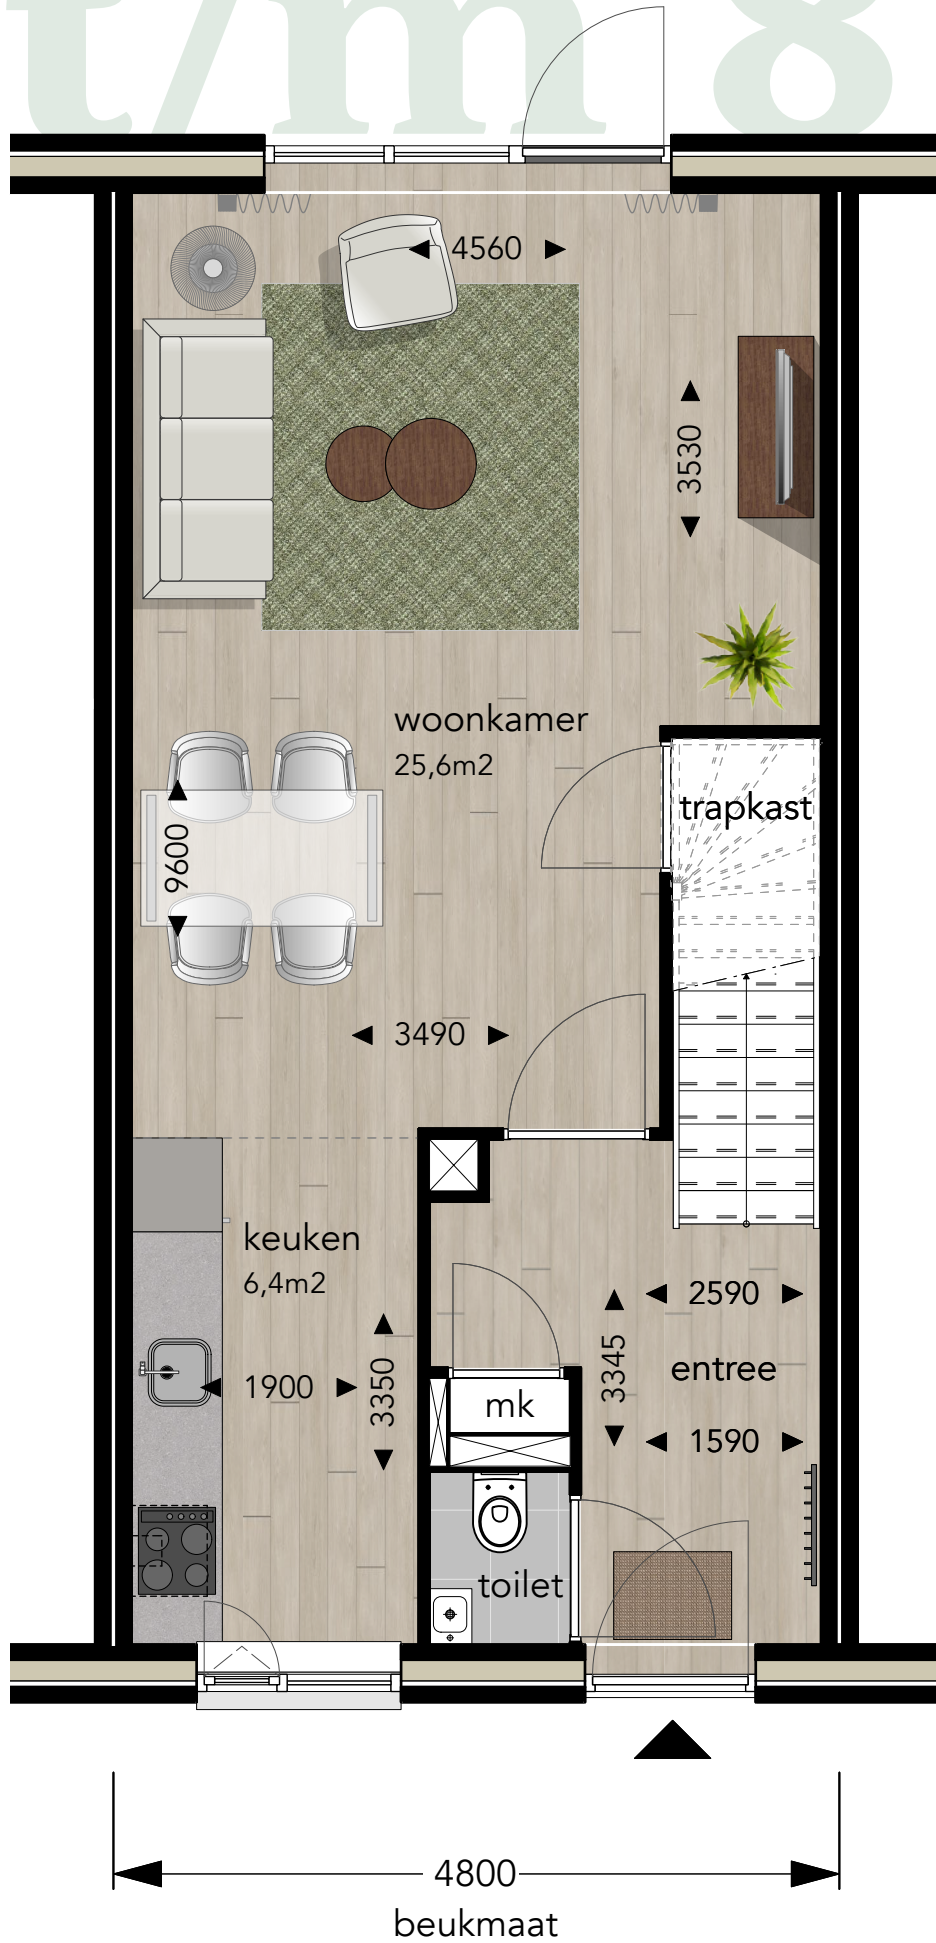 t/m 8
4560
3530
woonkamer
25,6m2
trapkast
9600
3490
keuken
6,4m2
2590
3345
entree
1900
3350
mk
1590
toilet
4800
beukmaat